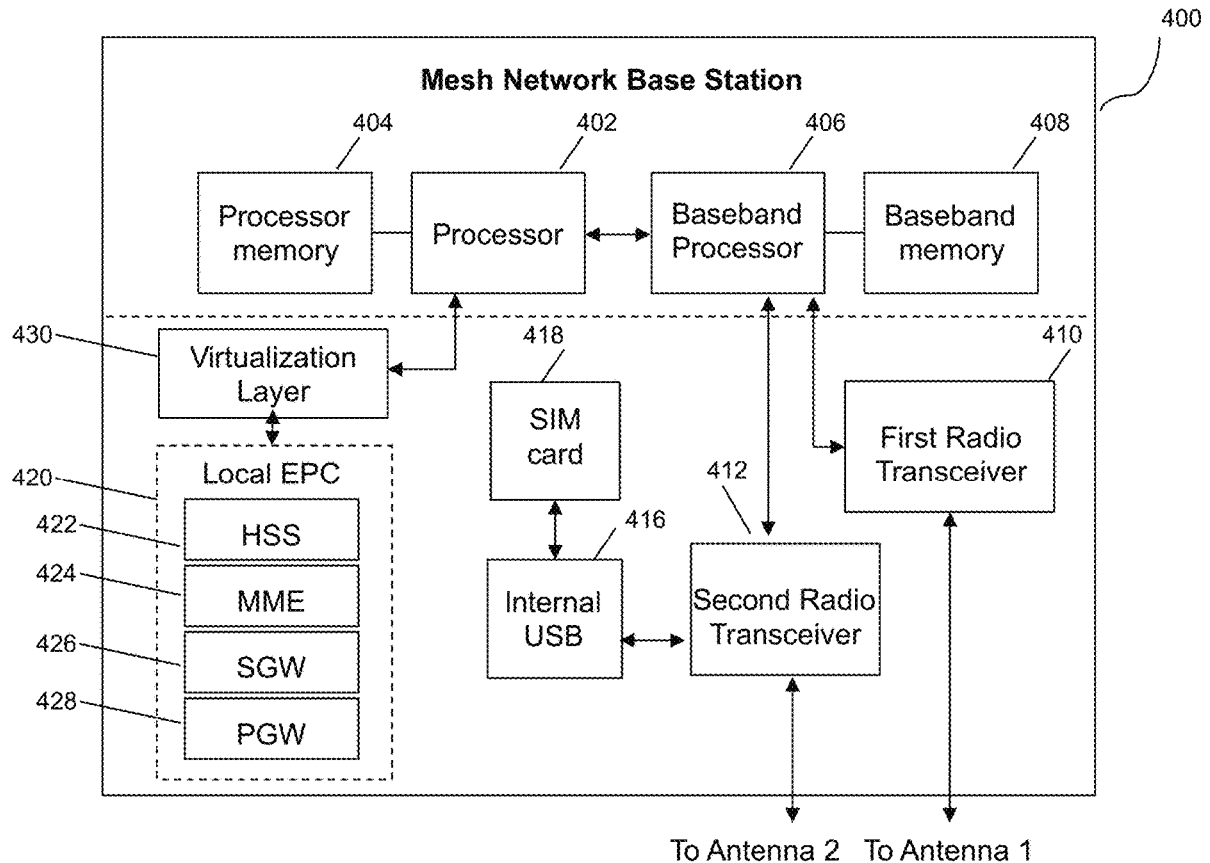 400
Mesh Network Base Station
404
402
406
408
Processor
memory
Processor
Baseband
Processor
Baseband
memory
430
Virtualization
Layer
418
410
SIM
card
First Radio
Transceiver
420
Local EPC
412
422
HSS
416
424
MME
Internal
USB
Second Radio
Transceiver
426
SGW
428
PGW
To Antenna 2
To Antenna 1